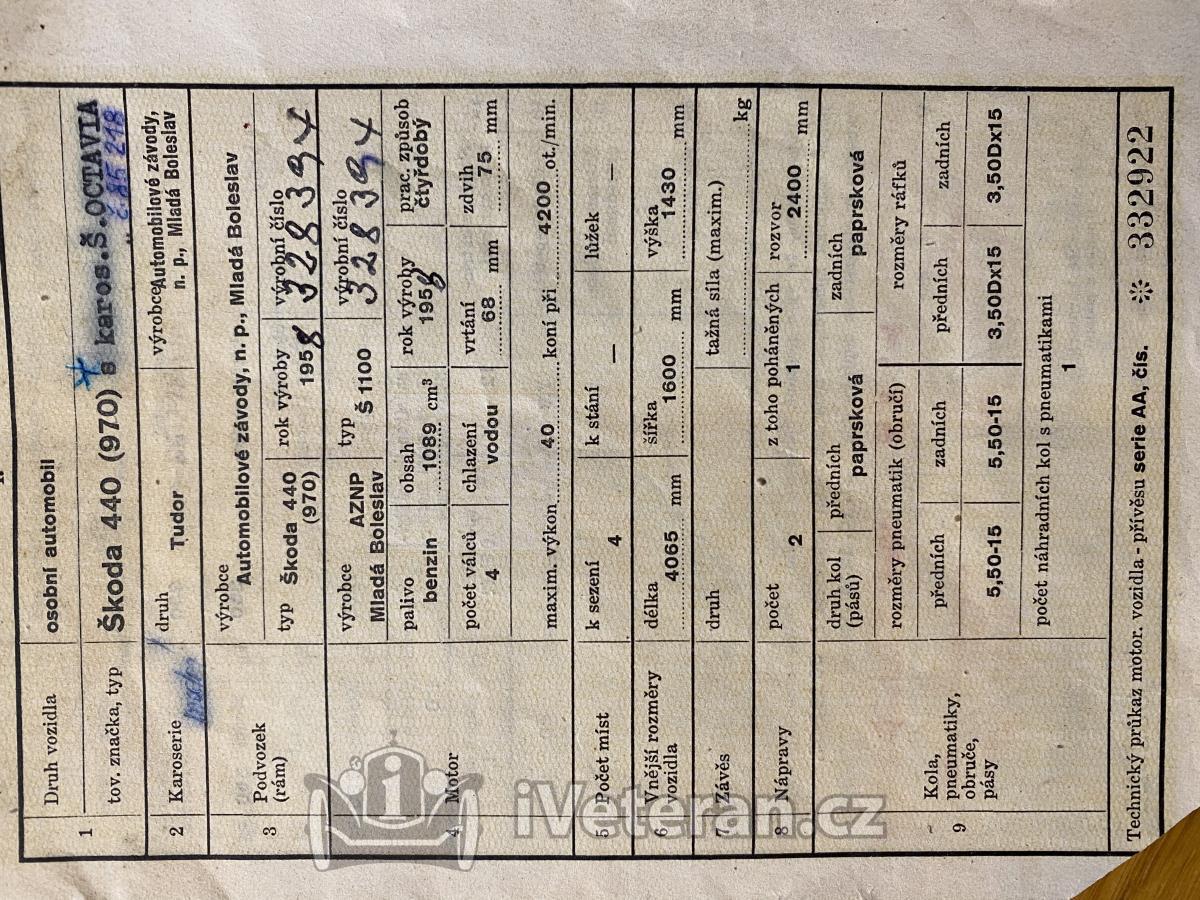 1 Druh vozidla osobní automobil
tov. značka, typ Škoda 440 (970) s karos.Š.OCTAVIA
č.85 218
2 Karoserie druh Tudor výrobce Automobilové závody,
n. p., Mladá Boleslav
3 Podvozek
(rám)
výrobce
Automobilové závody, n. p., Mladá Boleslav
typ Škoda 440
(970)
rok výroby
1958
výrobní číslo
328394
4 Motor
výrobce AZNP
Mladá Boleslav
typ
Š 1100
výrobní číslo
328394
palivo
benzin
obsah
1089 cm³
rok výroby
1958
prac. způsob
čtyřdobý
počet válců
4
chlazení
vodou
vrtání
68 mm
zdvih
75 mm
maxim. výkon 40 koní při 4200 ot./min.
5 Počet míst
k sezení
4
k stání
—
lůžek
—
6 Vnější rozměry
vozidla
délka
4065 mm
šířka
1600 mm
výška
1430 mm
7 Závěs druh tažná síla (maxim.) kg
8 Nápravy
počet
2
z toho poháněných
1
rozvor
2400 mm
9 Kola,
pneumatiky,
obruče,
pásy
druh kol
(pásů)
předních
paprsková
zadních
paprsková
rozměry pneumatik (obručí) rozměry ráfků
předních zadních předních zadních
5,50-15 5,50-15 3,50Dx15 3,50Dx15
počet náhradních kol s pneumatikami
1
Technický průkaz motor. vozidla - přívěsu serie AA, čís. ※ 332922
iVeteran.cz